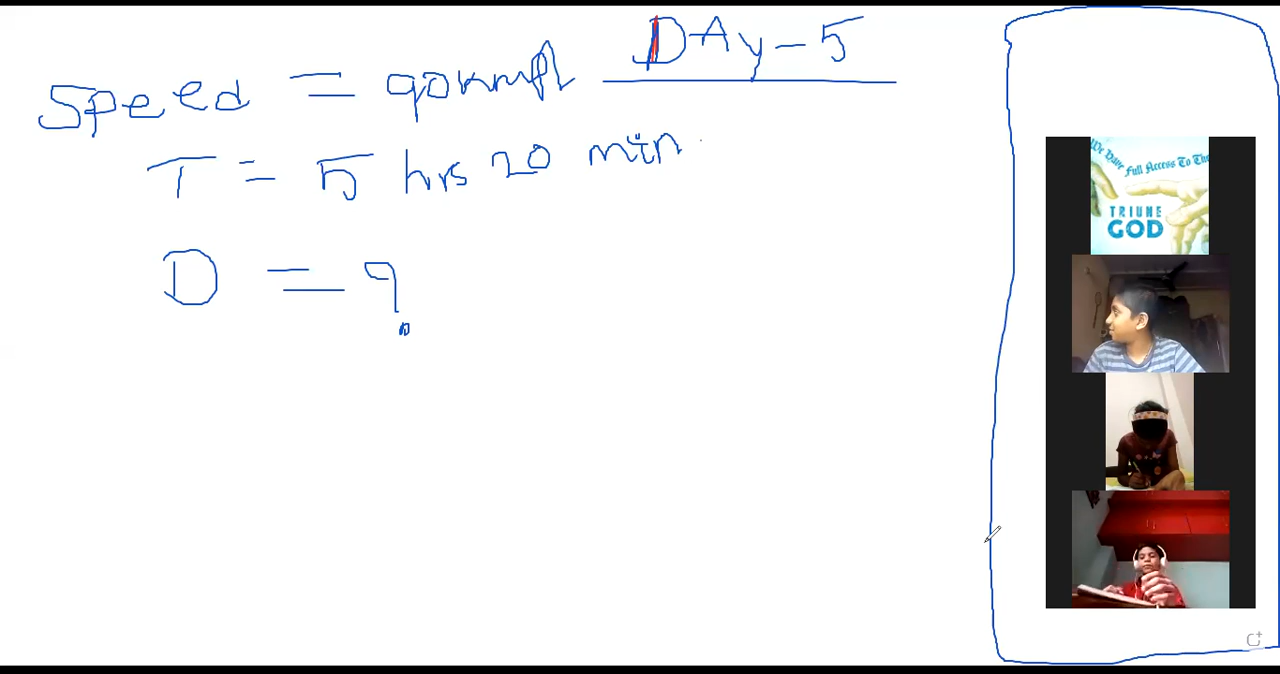 DAy - 5
Speed = 90kmph
T = 5 hrs 20 min
D = ?
We Have Full Access To The
TRIUNE
GOD